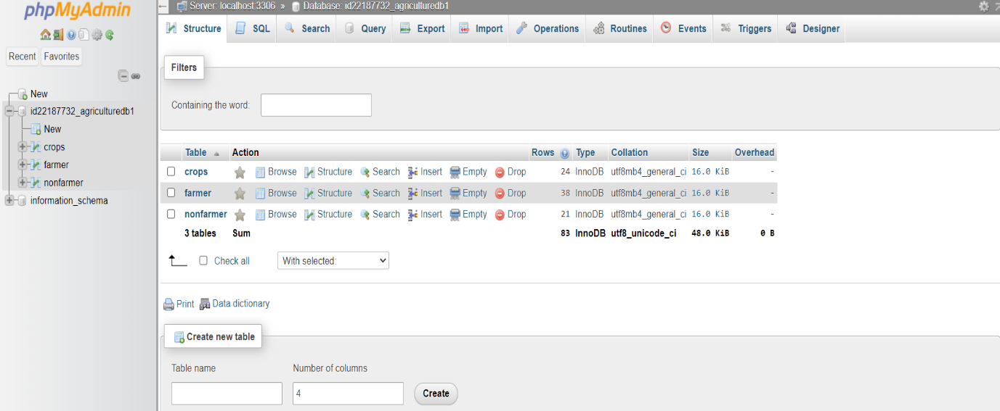 phpMyAdmin
Recent Favorites
New
id22187732_agriculturedb1
New
crops
farmer
nonfarmer
information_schema
Server: localhost:3306 » Database: id22187732_agriculturedb1
Structure SQL Search Query Export Import Operations Routines Events Triggers Designer
Filters
Containing the word:
Table Action Rows Type Collation Size Overhead
crops Browse Structure Search Insert Empty Drop 24 InnoDB utf8mb4_general_ci 16.0 KiB -
farmer Browse Structure Search Insert Empty Drop 38 InnoDB utf8mb4_general_ci 16.0 KiB -
nonfarmer Browse Structure Search Insert Empty Drop 21 InnoDB utf8mb4_general_ci 16.0 KiB -
3 tables Sum 83 InnoDB utf8_unicode_ci 48.0 KiB 0 B
Check all With selected:
Print Data dictionary
Create new table
Table name Number of columns
4 Create